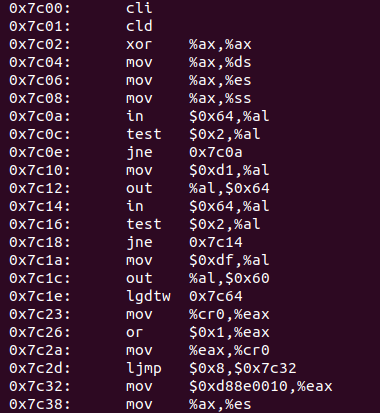 0x7c00: cli
0x7c01: cld
0x7c02: xor %ax,%ax
0x7c04: mov %ax,%ds
0x7c06: mov %ax,%es
0x7c08: mov %ax,%ss
0x7c0a: in $0x64,%al
0x7c0c: test $0x2,%al
0x7c0e: jne 0x7c0a
0x7c10: mov $0xd1,%al
0x7c12: out %al,$0x64
0x7c14: in $0x64,%al
0x7c16: test $0x2,%al
0x7c18: jne 0x7c14
0x7c1a: mov $0xdf,%al
0x7c1c: out %al,$0x60
0x7c1e: lgdtw 0x7c64
0x7c23: mov %cr0,%eax
0x7c26: or $0x1,%eax
0x7c2a: mov %eax,%cr0
0x7c2d: ljmp $0x8,$0x7c32
0x7c32: mov $0xd88e0010,%eax
0x7c38: mov %ax,%es